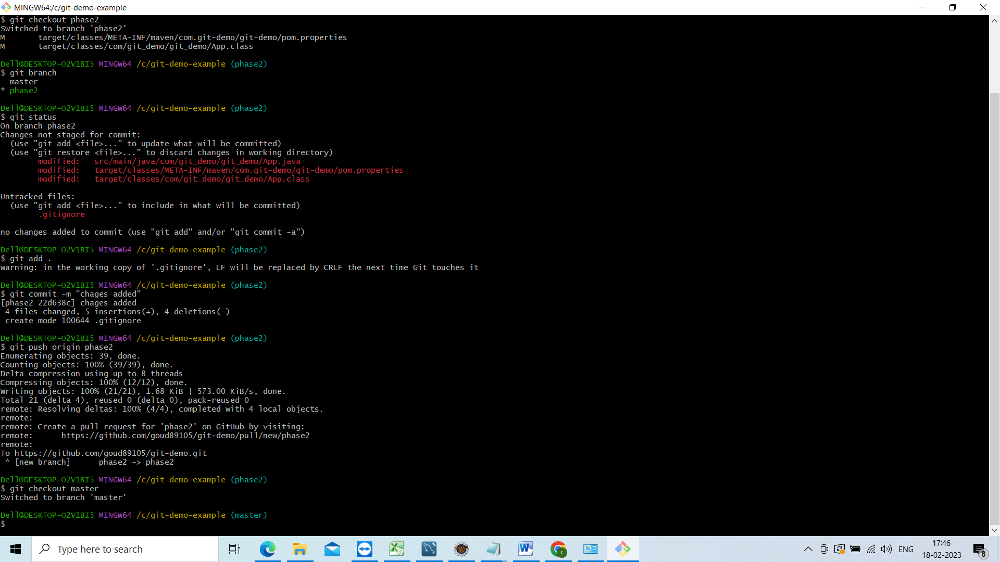 MINGW64:/c/git-demo-example
$ git checkout phase2
Switched to branch 'phase2'
M       target/classes/META-INF/maven/com.git-demo/git-demo/pom.properties
M       target/classes/com/git_demo/git_demo/App.class
Dell@DESKTOP-O2V1BI5 MINGW64 /c/git-demo-example (phase2)
$ git branch
  master
* phase2
Dell@DESKTOP-O2V1BI5 MINGW64 /c/git-demo-example (phase2)
$ git status
On branch phase2
Changes not staged for commit:
  (use "git add <file>..." to update what will be committed)
  (use "git restore <file>..." to discard changes in working directory)
        modified:   src/main/java/com/git_demo/git_demo/App.java
        modified:   target/classes/META-INF/maven/com.git-demo/git-demo/pom.properties
        modified:   target/classes/com/git_demo/git_demo/App.class
Untracked files:
  (use "git add <file>..." to include in what will be committed)
        .gitignore
no changes added to commit (use "git add" and/or "git commit -a")
Dell@DESKTOP-O2V1BI5 MINGW64 /c/git-demo-example (phase2)
$ git add .
warning: in the working copy of '.gitignore', LF will be replaced by CRLF the next time Git touches it
Dell@DESKTOP-O2V1BI5 MINGW64 /c/git-demo-example (phase2)
$ git commit -m "chages added"
[phase2 22d638c] chages added
 4 files changed, 5 insertions(+), 4 deletions(-)
 create mode 100644 .gitignore
Dell@DESKTOP-O2V1BI5 MINGW64 /c/git-demo-example (phase2)
$ git push origin phase2
Enumerating objects: 39, done.
Counting objects: 100% (39/39), done.
Delta compression using up to 8 threads
Compressing objects: 100% (12/12), done.
Writing objects: 100% (21/21), 1.68 KiB | 573.00 KiB/s, done.
Total 21 (delta 4), reused 0 (delta 0), pack-reused 0
remote: Resolving deltas: 100% (4/4), completed with 4 local objects.
remote:
remote: Create a pull request for 'phase2' on GitHub by visiting:
remote:      https://github.com/goud89105/git-demo/pull/new/phase2
remote:
To https://github.com/goud89105/git-demo.git
 * [new branch]      phase2 -> phase2
Dell@DESKTOP-O2V1BI5 MINGW64 /c/git-demo-example (phase2)
$ git checkout master
Switched to branch 'master'
Dell@DESKTOP-O2V1BI5 MINGW64 /c/git-demo-example (master)
$
Type here to search
ENG
17:46
18-02-2023
8